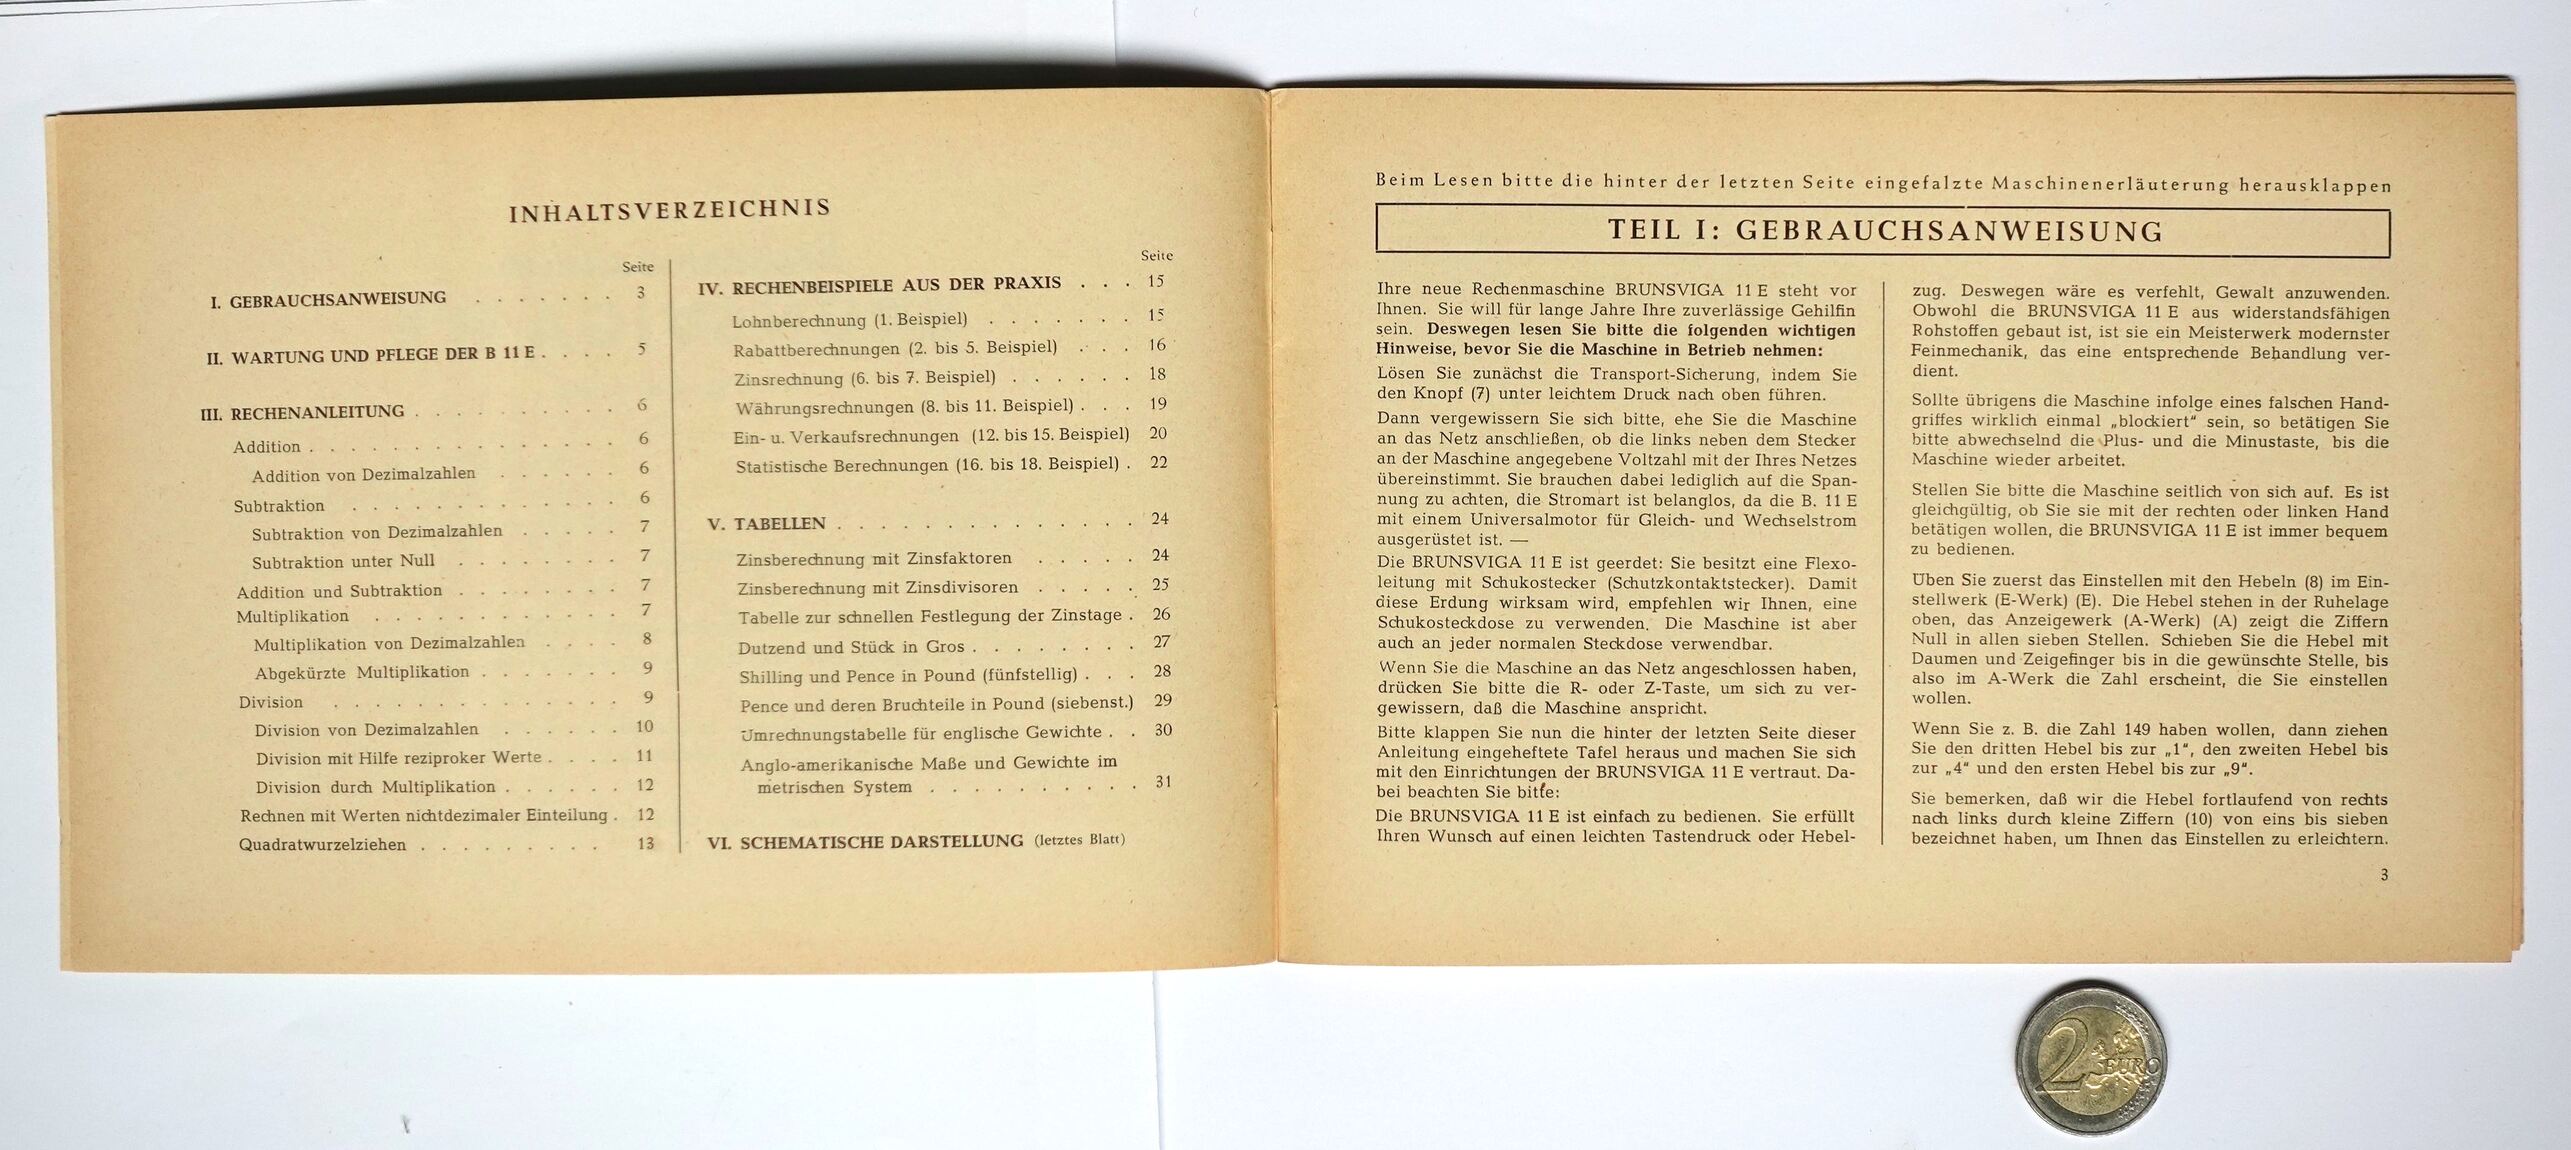 INHALTSVERZEICHNIS
Seite
I. GEBRAUCHSANWEISUNG . . . . . . . 3
II. WARTUNG UND PFLEGE DER B 11 E . . . . 5
III. RECHENANLEITUNG . . . . . . . . . . 6
Addition . . . . . . . . . . . . . . 6
Addition von Dezimalzahlen . . . . . 6
Subtraktion . . . . . . . . . . . . . 6
Subtraktion von Dezimalzahlen . . . . . 7
Subtraktion unter Null . . . . . . . 7
Addition und Subtraktion . . . . . . . . 7
Multiplikation . . . . . . . . . . . . 7
Multiplikation von Dezimalzahlen . . . . 8
Abgekürzte Multiplikation . . . . . . . 9
Division . . . . . . . . . . . . . . 9
Division von Dezimalzahlen . . . . . . 10
Division mit Hilfe reziproker Werte . . . . 11
Division durch Multiplikation . . . . . . 12
Rechnen mit Werten nichtdezimaler Einteilung . 12
Quadratwurzelziehen . . . . . . . . . 13
Seite
IV. RECHENBEISPIELE AUS DER PRAXIS . . . 15
Lohnberechnung (1. Beispiel) . . . . . . . 15
Rabattberechnungen (2. bis 5. Beispiel) . . . 16
Zinsrechnung (6. bis 7. Beispiel) . . . . . . 18
Währungsrechnungen (8. bis 11. Beispiel) . . . 19
Ein- u. Verkaufsrechnungen (12. bis 15. Beispiel) 20
Statistische Berechnungen (16. bis 18. Beispiel) . 22
V. TABELLEN . . . . . . . . . . . . . . 24
Zinsberechnung mit Zinsfaktoren . . . . . 24
Zinsberechnung mit Zinsdivisoren . . . . . 25
Tabelle zur schnellen Festlegung der Zinstage . 26
Dutzend und Stück in Gros . . . . . . . . 27
Shilling und Pence in Pound (fünfstellig) . . . 28
Pence und deren Bruchteile in Pound (siebenst.) 29
Umrechnungstabelle für englische Gewichte . . 30
Anglo-amerikanische Maße und Gewichte im
metrischen System . . . . . . . . . . 31
VI. SCHEMATISCHE DARSTELLUNG (letztes Blatt)
Beim Lesen bitte die hinter der letzten Seite eingefalzte Maschinenerläuterung herausklappen
TEIL I: GEBRAUCHSANWEISUNG
Ihre neue Rechenmaschine BRUNSVIGA 11 E steht vor
Ihnen. Sie will für lange Jahre Ihre zuverlässige Gehilfin
sein. Deswegen lesen Sie bitte die folgenden wichtigen
Hinweise, bevor Sie die Maschine in Betrieb nehmen:
Lösen Sie zunächst die Transport-Sicherung, indem Sie
den Knopf (7) unter leichtem Druck nach oben führen.
Dann vergewissern Sie sich bitte, ehe Sie die Maschine
an das Netz anschließen, ob die links neben dem Stecker
an der Maschine angegebene Voltzahl mit der Ihres Netzes
übereinstimmt. Sie brauchen dabei lediglich auf die Span-
nung zu achten, die Stromart ist belanglos, da die B. 11 E
mit einem Universalmotor für Gleich- und Wechselstrom
ausgerüstet ist. —
Die BRUNSVIGA 11 E ist geerdet: Sie besitzt eine Flexo-
leitung mit Schukostecker (Schutzkontaktstecker). Damit
diese Erdung wirksam wird, empfehlen wir Ihnen, eine
Schukosteckdose zu verwenden. Die Maschine ist aber
auch an jeder normalen Steckdose verwendbar.
Wenn Sie die Maschine an das Netz angeschlossen haben,
drücken Sie bitte die R- oder Z-Taste, um sich zu ver-
gewissern, daß die Maschine anspricht.
Bitte klappen Sie nun die hinter der letzten Seite dieser
Anleitung eingeheftete Tafel heraus und machen Sie sich
mit den Einrichtungen der BRUNSVIGA 11 E vertraut. Da-
bei beachten Sie bitte:
Die BRUNSVIGA 11 E ist einfach zu bedienen. Sie erfüllt
Ihren Wunsch auf einen leichten Tastendruck oder Hebel-
zug. Deswegen wäre es verfehlt, Gewalt anzuwenden.
Obwohl die BRUNSVIGA 11 E aus widerstandsfähigen
Rohstoffen gebaut ist, ist sie ein Meisterwerk modernster
Feinmechanik, das eine entsprechende Behandlung ver-
dient.
Sollte übrigens die Maschine infolge eines falschen Hand-
griffes wirklich einmal „blockiert“ sein, so betätigen Sie
bitte abwechselnd die Plus- und die Minustaste, bis die
Maschine wieder arbeitet.
Stellen Sie bitte die Maschine seitlich von sich auf. Es ist
gleichgültig, ob Sie sie mit der rechten oder linken Hand
betätigen wollen, die BRUNSVIGA 11 E ist immer bequem
zu bedienen.
Üben Sie zuerst das Einstellen mit den Hebeln (8) im Ein-
stellwerk (E-Werk) (E). Die Hebel stehen in der Ruhelage
oben, das Anzeigewerk (A-Werk) (A) zeigt die Ziffern
Null in allen sieben Stellen. Schieben Sie die Hebel mit
Daumen und Zeigefinger bis in die gewünschte Stelle, bis
also im A-Werk die Zahl erscheint, die Sie einstellen
wollen.
Wenn Sie z. B. die Zahl 149 haben wollen, dann ziehen
Sie den dritten Hebel bis zur „1“, den zweiten Hebel bis
zur „4“ und den ersten Hebel bis zur „9“.
Sie bemerken, daß wir die Hebel fortlaufend von rechts
nach links durch kleine Ziffern (10) von eins bis sieben
bezeichnet haben, um Ihnen das Einstellen zu erleichtern.
3
2 EURO